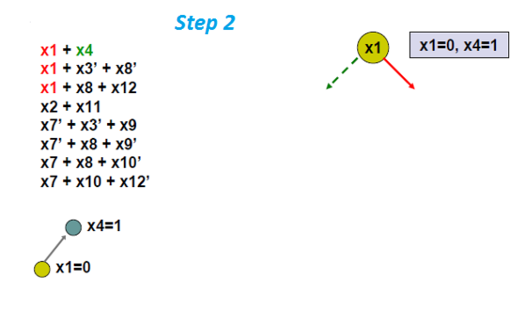 Step 2
x1 + x4
x1 + x3’ + x8’
x1 + x8 + x12
x2 + x11
x7’ + x3’ + x9
x7’ + x8 + x9’
x7 + x8 + x10’
x7 + x10 + x12’
x1
x1=0, x4=1
x4=1
x1=0